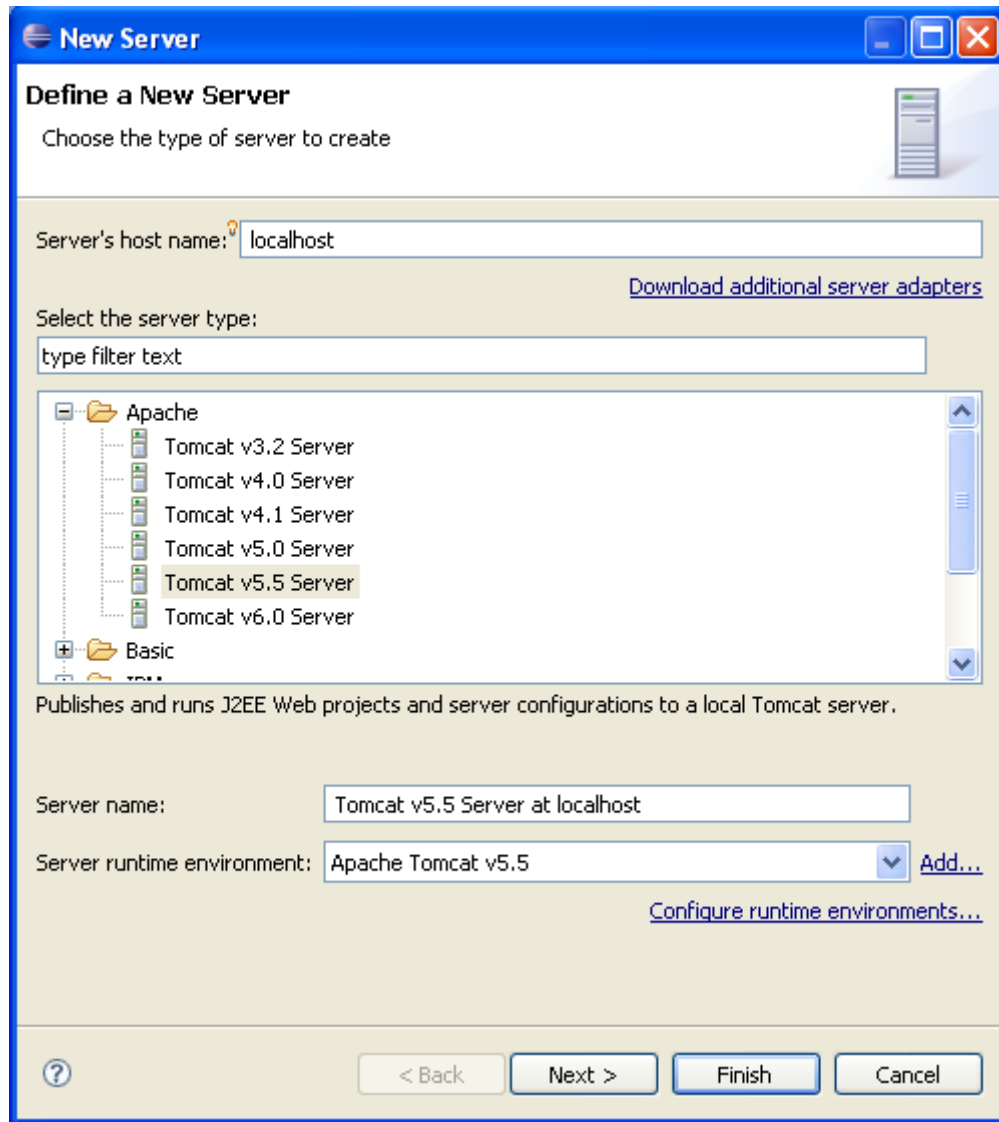 New Server
Define a New Server
Choose the type of server to create
Server's host name: localhost
Download additional server adapters
Select the server type:
type filter text
Apache
Tomcat v3.2 Server
Tomcat v4.0 Server
Tomcat v4.1 Server
Tomcat v5.0 Server
Tomcat v5.5 Server
Tomcat v6.0 Server
Basic
Publishes and runs J2EE Web projects and server configurations to a local Tomcat server.
Server name: Tomcat v5.5 Server at localhost
Server runtime environment: Apache Tomcat v5.5 Add...
Configure runtime environments...
? < Back Next > Finish Cancel